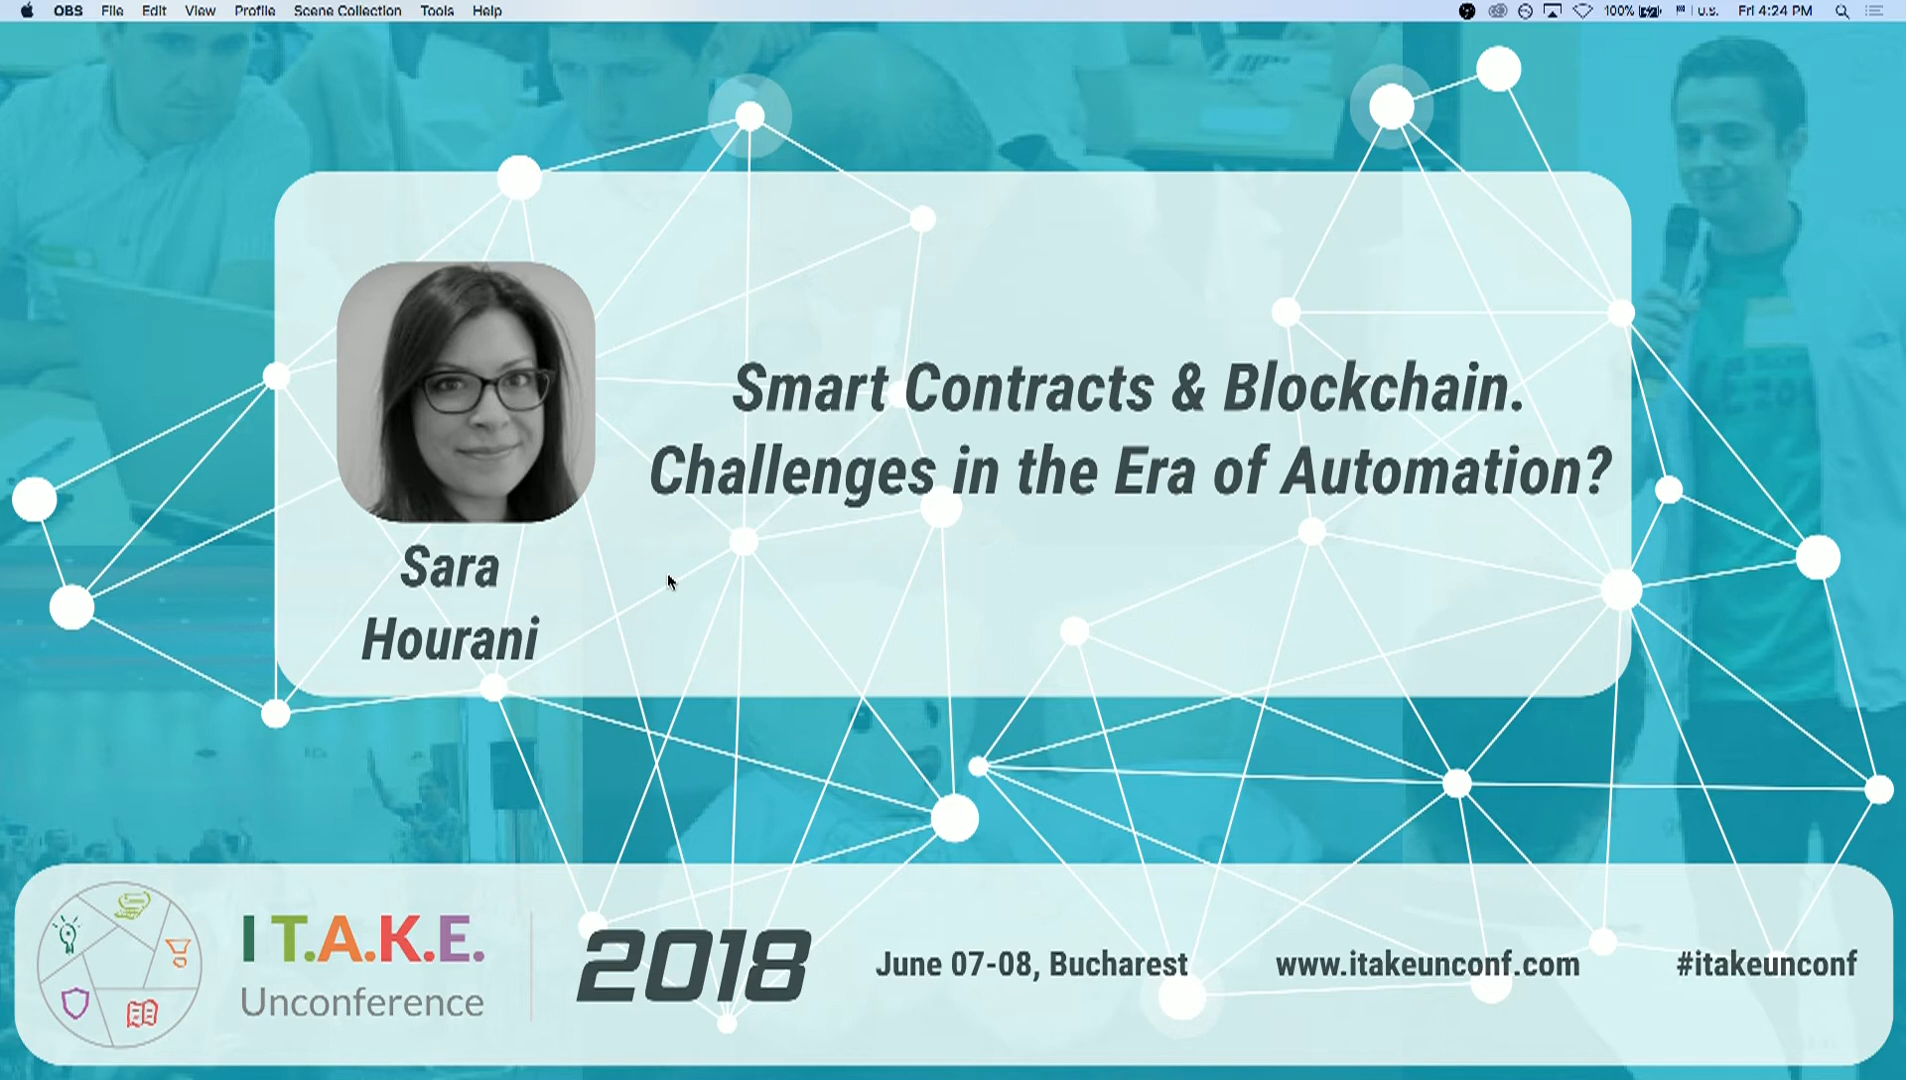 OBS File Edit View Profile Scene Collection Tools Help 100% U.S. Fri 4:24 PM
Smart Contracts & Blockchain.
Challenges in the Era of Automation?
Sara
Hourani
I T.A.K.E.
Unconference
2018
June 07-08, Bucharest
www.itakeunconf.com
#itakeunconf